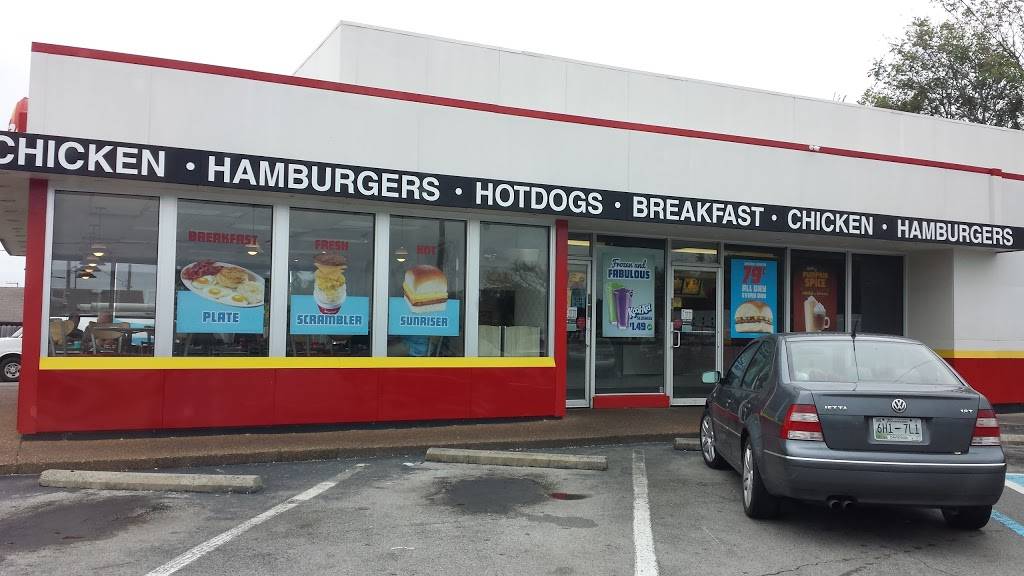 CHICKEN · HAMBURGERS · HOTDOGS · BREAKFAST · CHICKEN · HAMBURGERS
BREAKFAST
PLATE
FRESH
SCRAMBLER
HOT
SUNRISER
Frozen and
FABULOUS
$1.49
79¢
ALL DAY
EVERY DAY
PUMPKIN
SPICE
JETTA
6H1-7L1